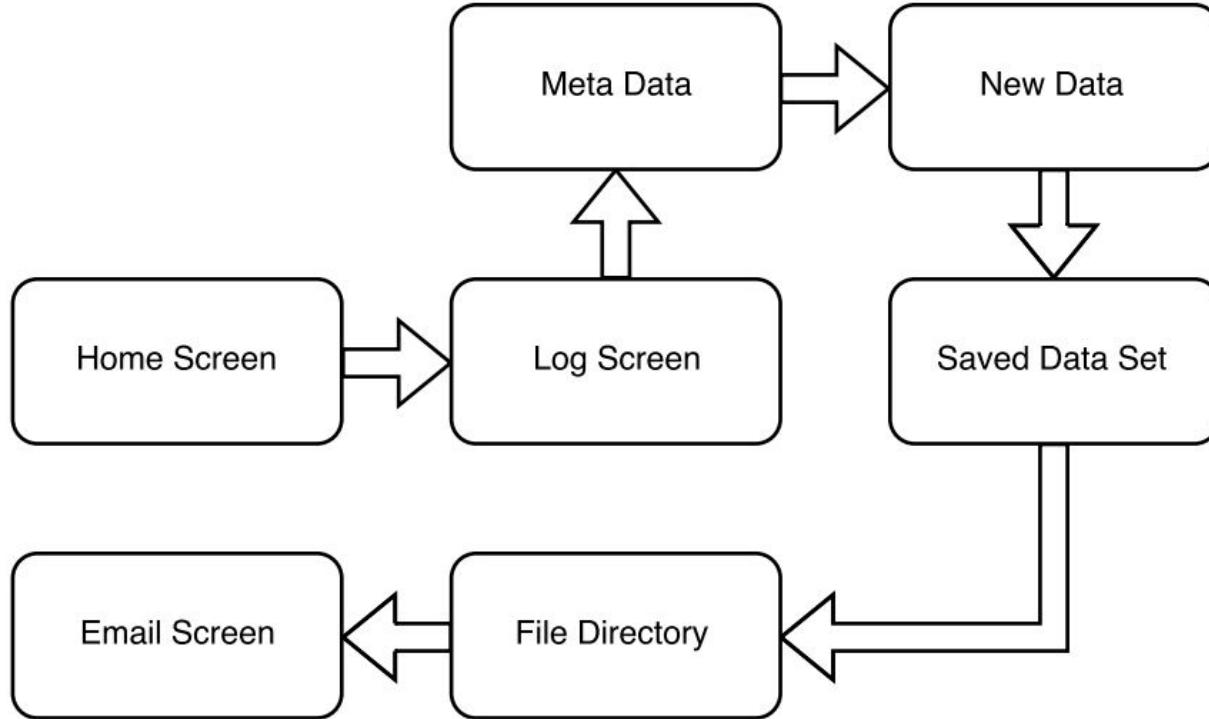 Meta Data
New Data
Home Screen
Log Screen
Saved Data Set
Email Screen
File Directory